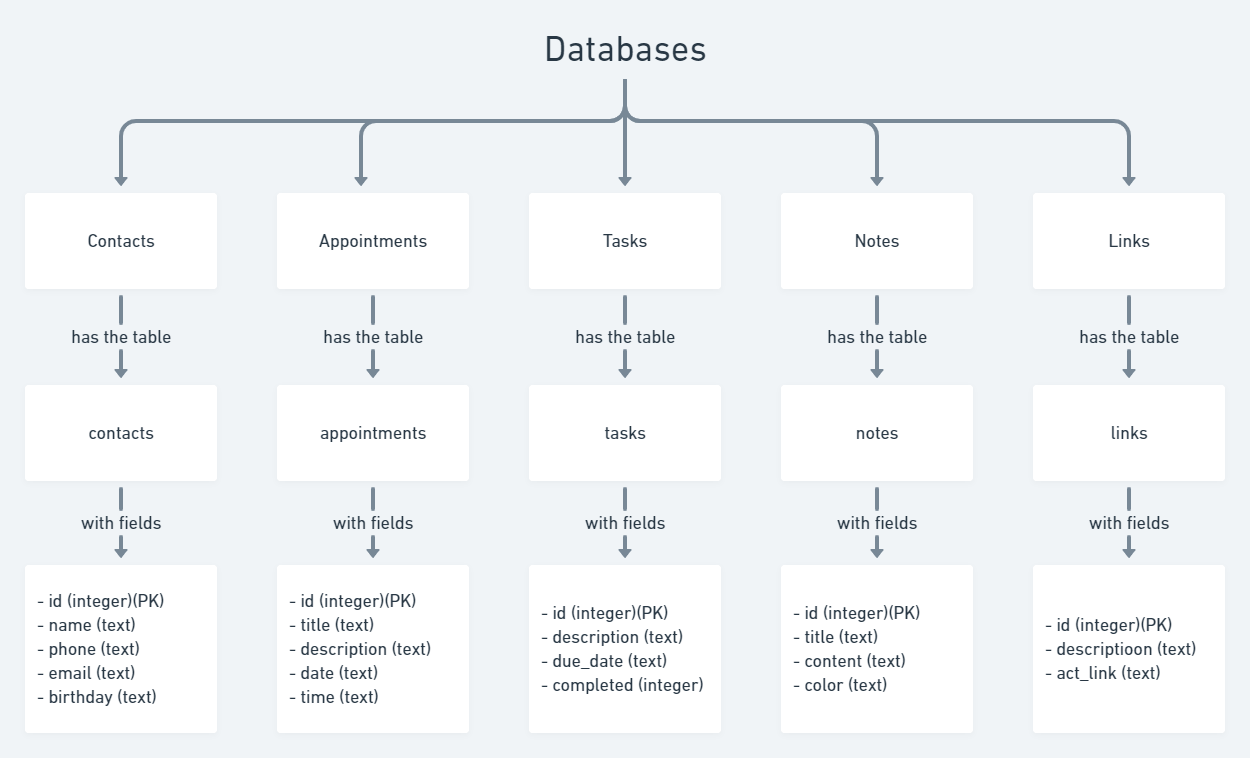 Databases
Contacts
Appointments
Tasks
Notes
Links
has the table
has the table
has the table
has the table
has the table
contacts
appointments
tasks
notes
links
with fields
with fields
with fields
with fields
with fields
- id (integer)(PK)
- name (text)
- phone (text)
- email (text)
- birthday (text)
- id (integer)(PK)
- title (text)
- description (text)
- date (text)
- time (text)
- id (integer)(PK)
- description (text)
- due_date (text)
- completed (integer)
- id (integer)(PK)
- title (text)
- content (text)
- color (text)
- id (integer)(PK)
- descriptioon (text)
- act_link (text)